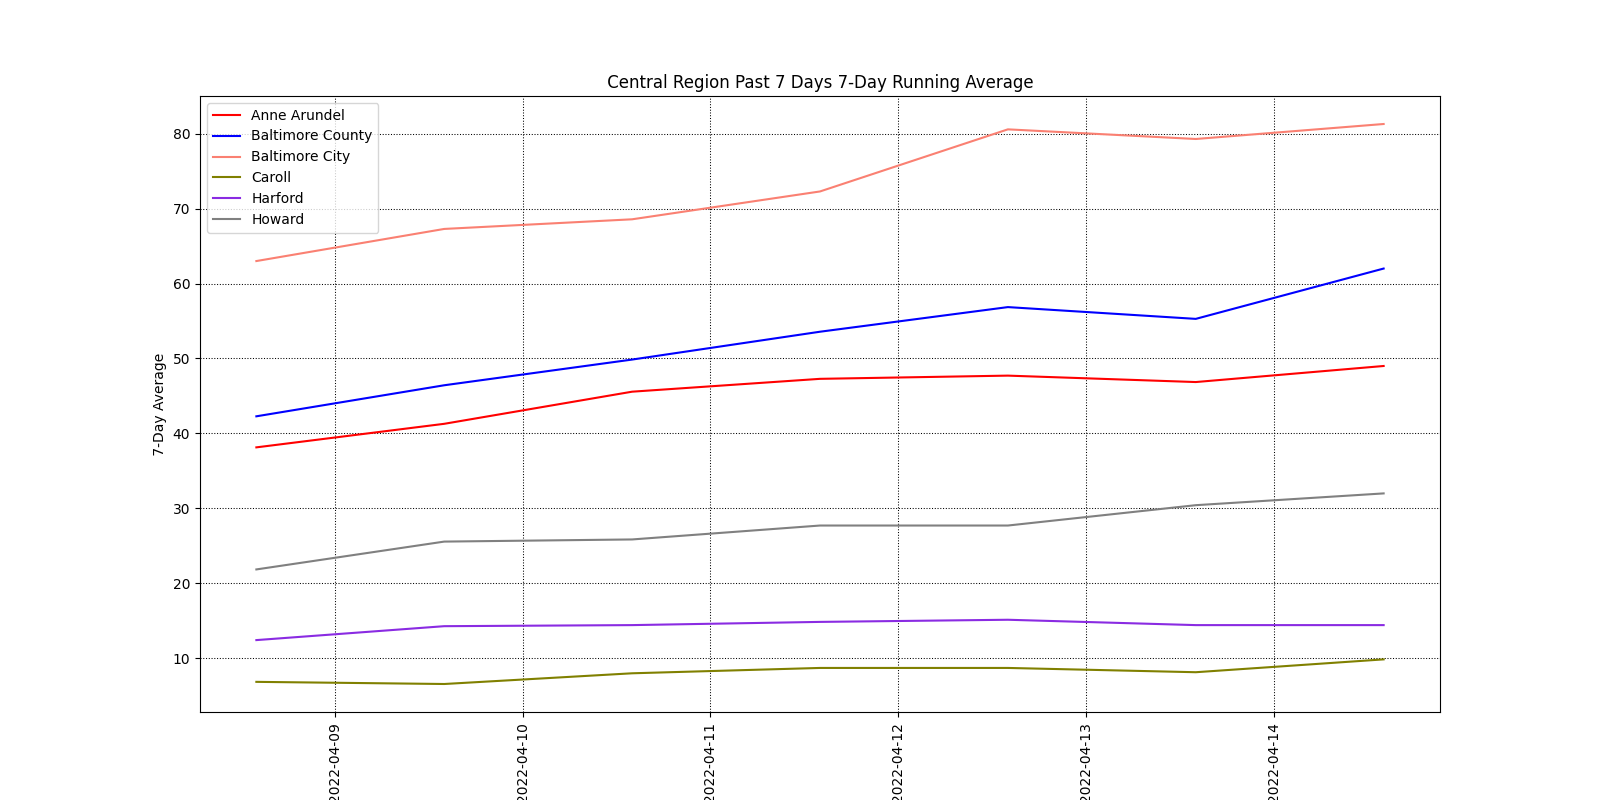 Central Region Past 7 Days 7-Day Running Average
Anne Arundel
Baltimore County
Baltimore City
Caroll
Harford
Howard
7-Day Average
80
70
60
50
40
30
20
10
2022-04-09
2022-04-10
2022-04-11
2022-04-12
2022-04-13
2022-04-14